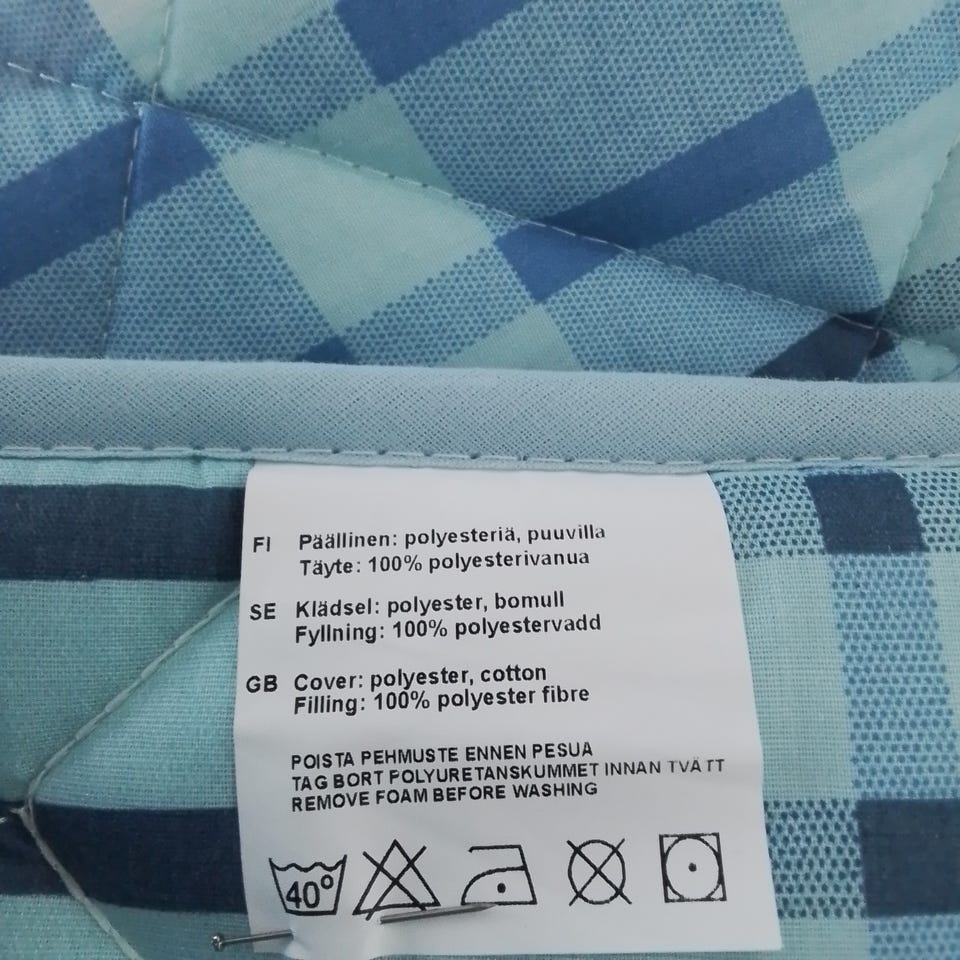 FI Päällinen: polyesteriä, puuvilla
Täyte: 100% polyesterivanua
SE Klädsel: polyester, bomull
Fyllning: 100% polyestervadd
GB Cover: polyester, cotton
Filling: 100% polyester fibre
POISTA PEHMUSTE ENNEN PESUA
TAG BORT POLYURETANSKUMMET INNAN TVÄTT
REMOVE FOAM BEFORE WASHING
40°